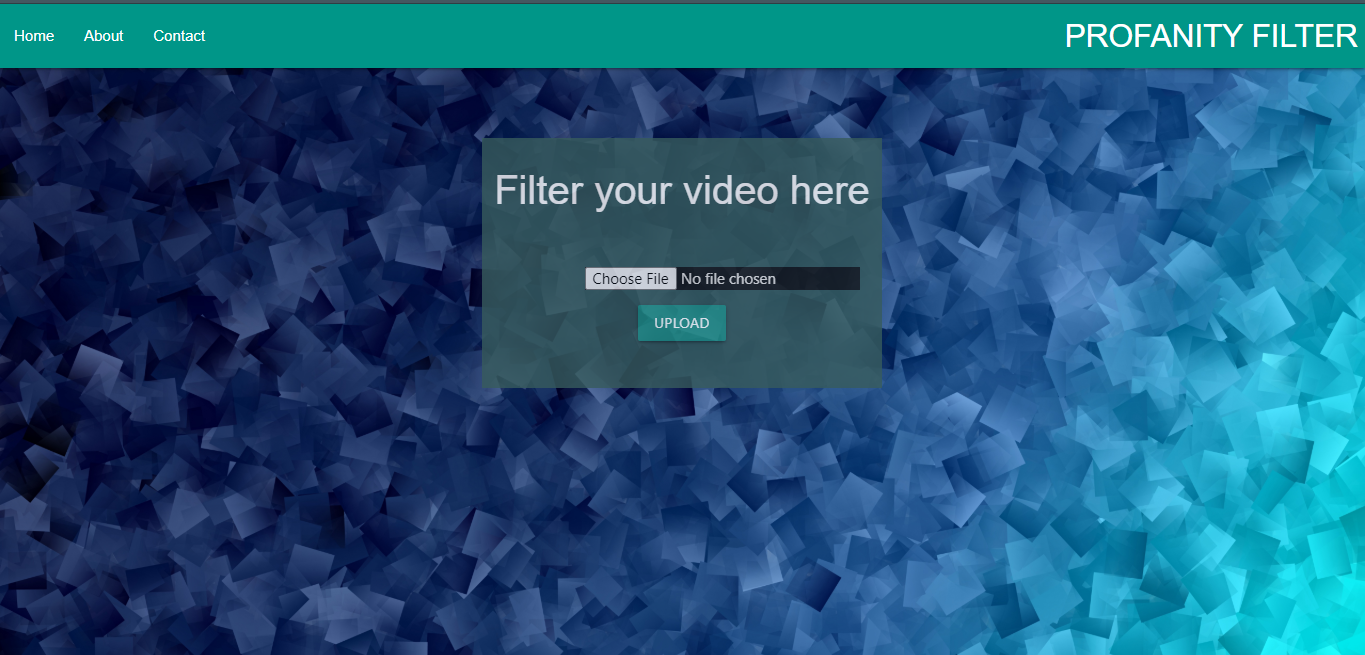 Home About Contact PROFANITY FILTER
Filter your video here
Choose File No file chosen
UPLOAD